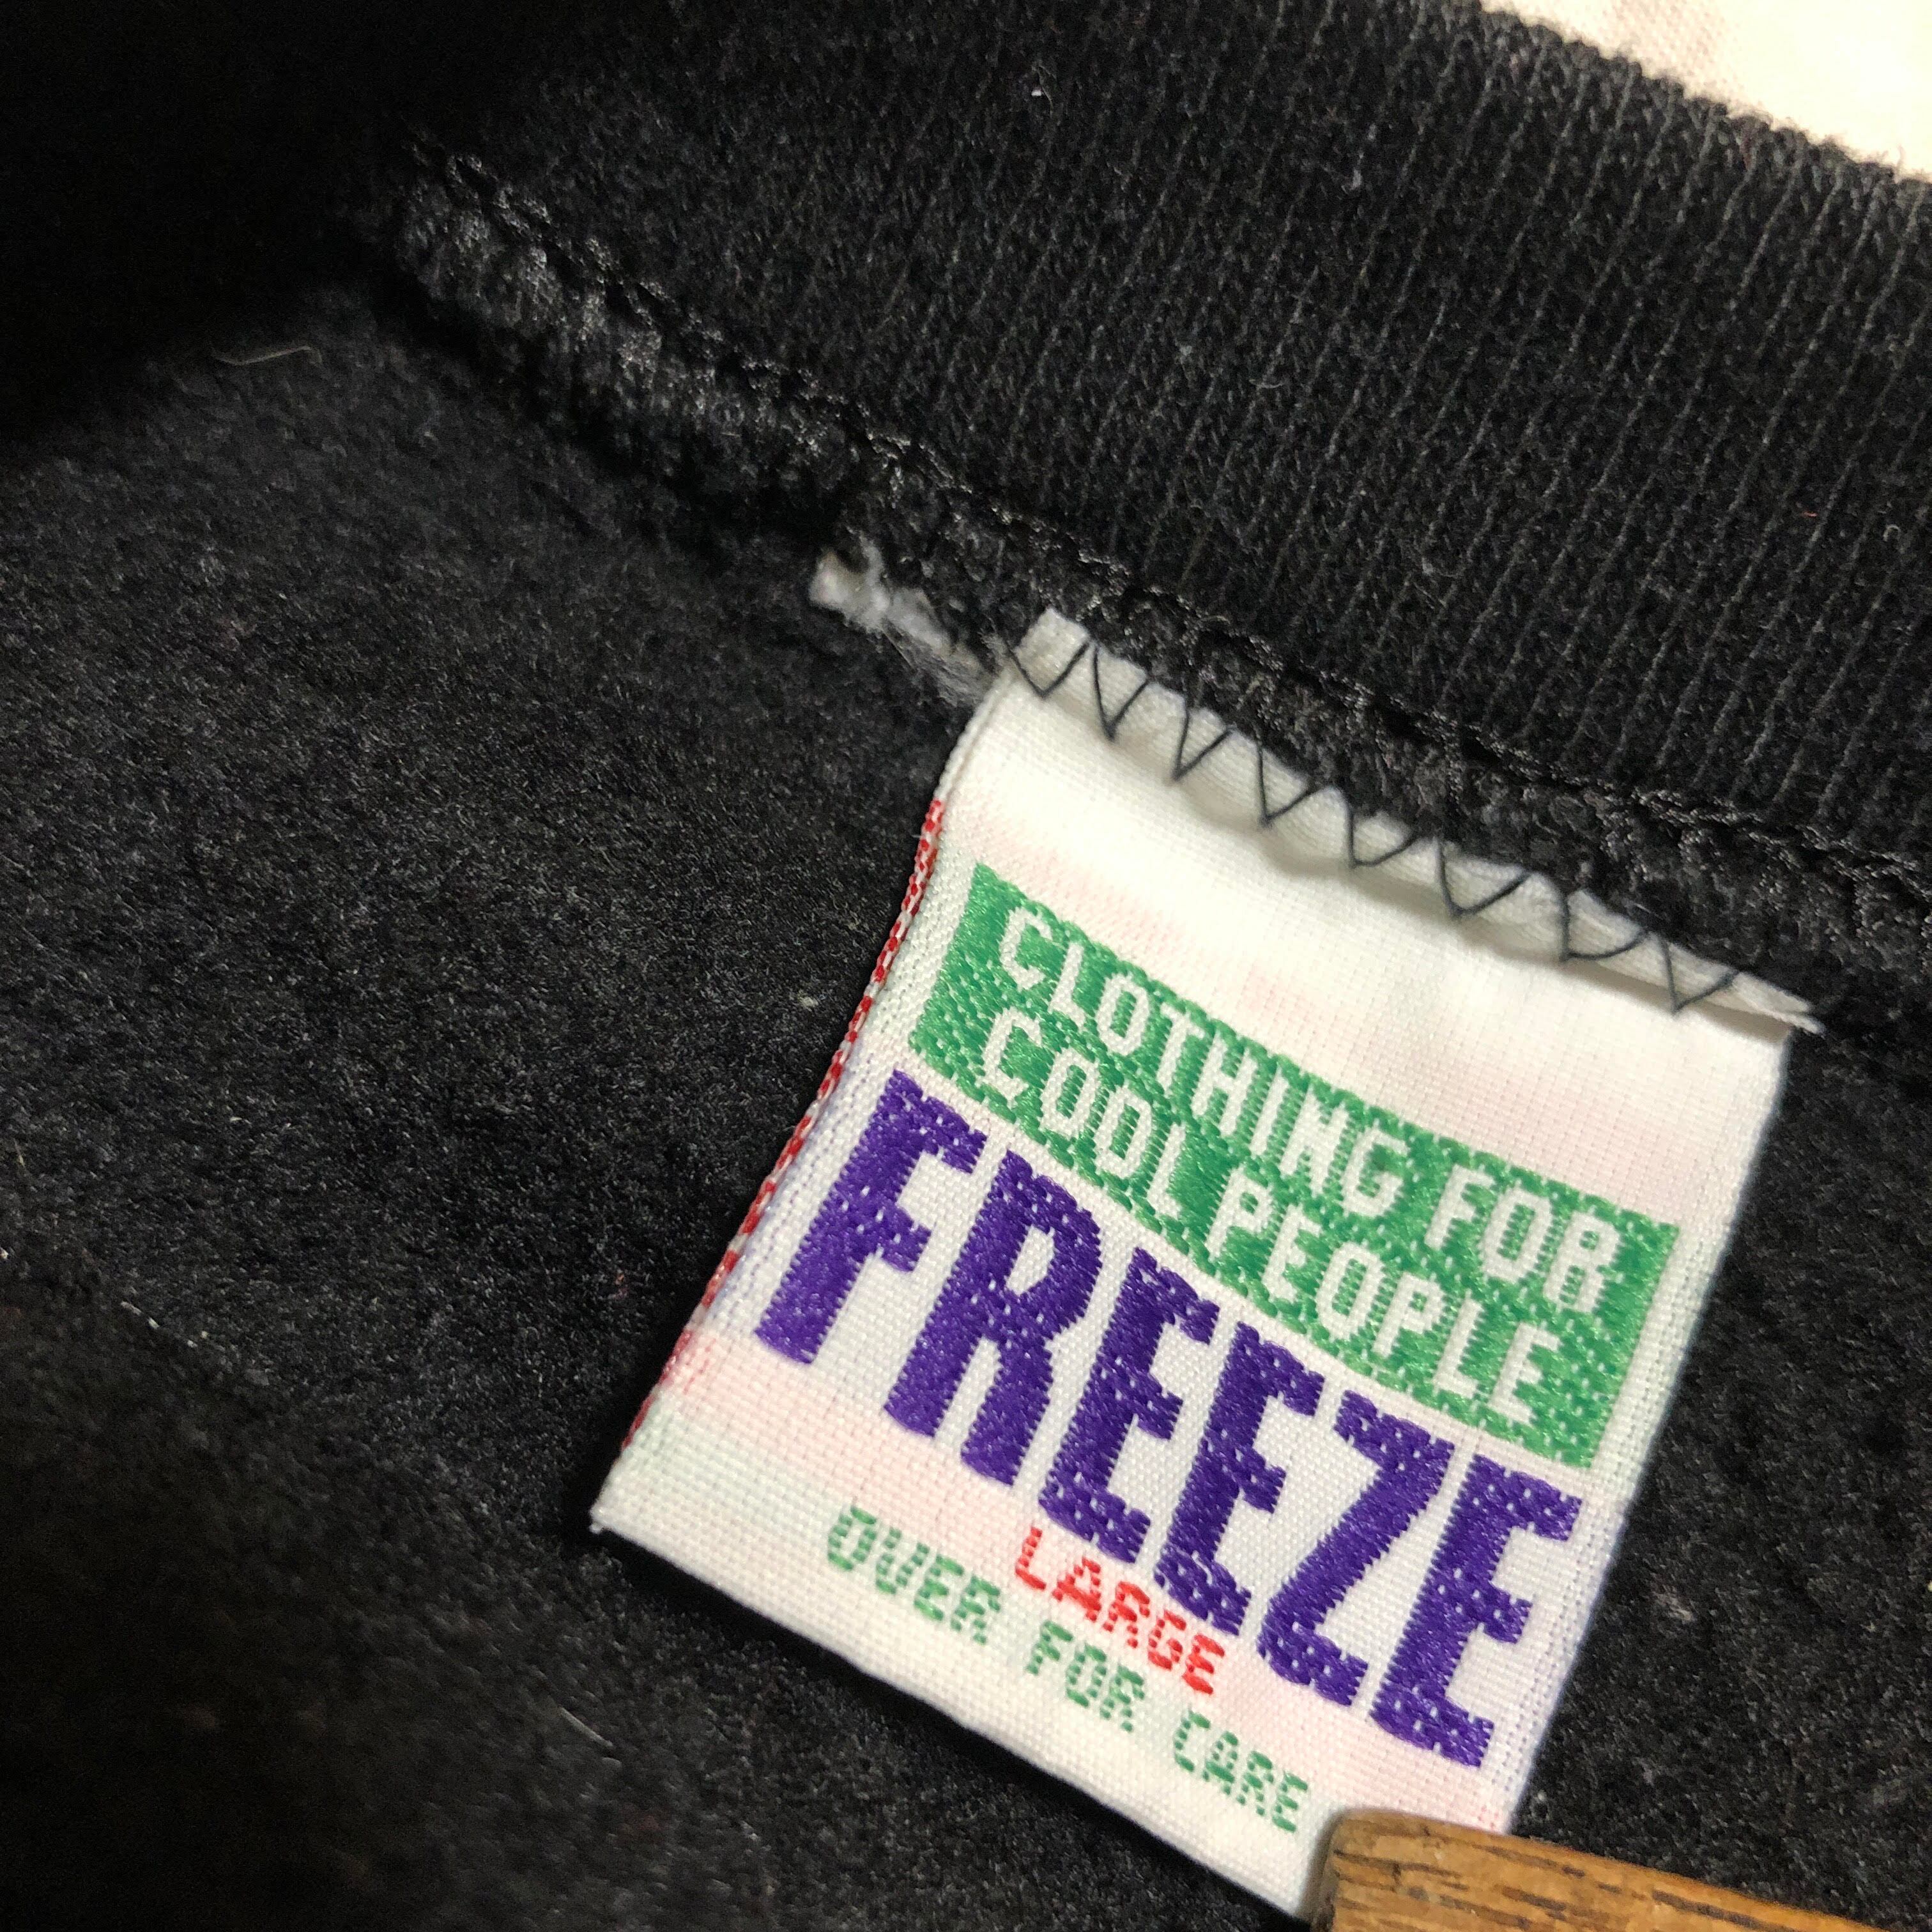 CLOTHING FOR
COOL PEOPLE
FREEZE
LARGE
OVER FOR CARE